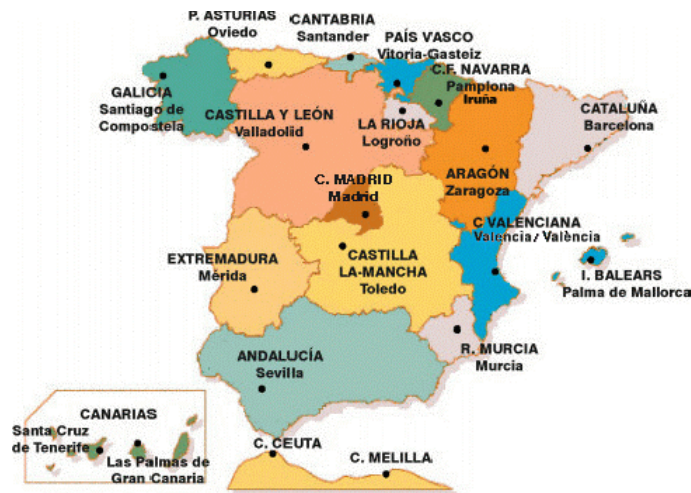 P. ASTURIAS
Oviedo
CANTABRIA
Santander
PAÍS VASCO
Vitoria-Gasteiz
C.F. NAVARRA
Pamplona
Iruña
GALICIA
Santiago de
Compostela
CASTILLA Y LEÓN
Valladolid
LA RIOJA
Logroño
CATALUÑA
Barcelona
ARAGÓN
Zaragoza
C. MADRID
Madrid
C VALENCIANA
Valencia/València
EXTREMADURA
Mérida
CASTILLA
LA-MANCHA
Toledo
I. BALEARS
Palma de Mallorca
R. MURCIA
Murcia
ANDALUCÍA
Sevilla
CANARIAS
Santa Cruz
de Tenerife
Las Palmas de
Gran Canaria
C. CEUTA
C. MELILLA